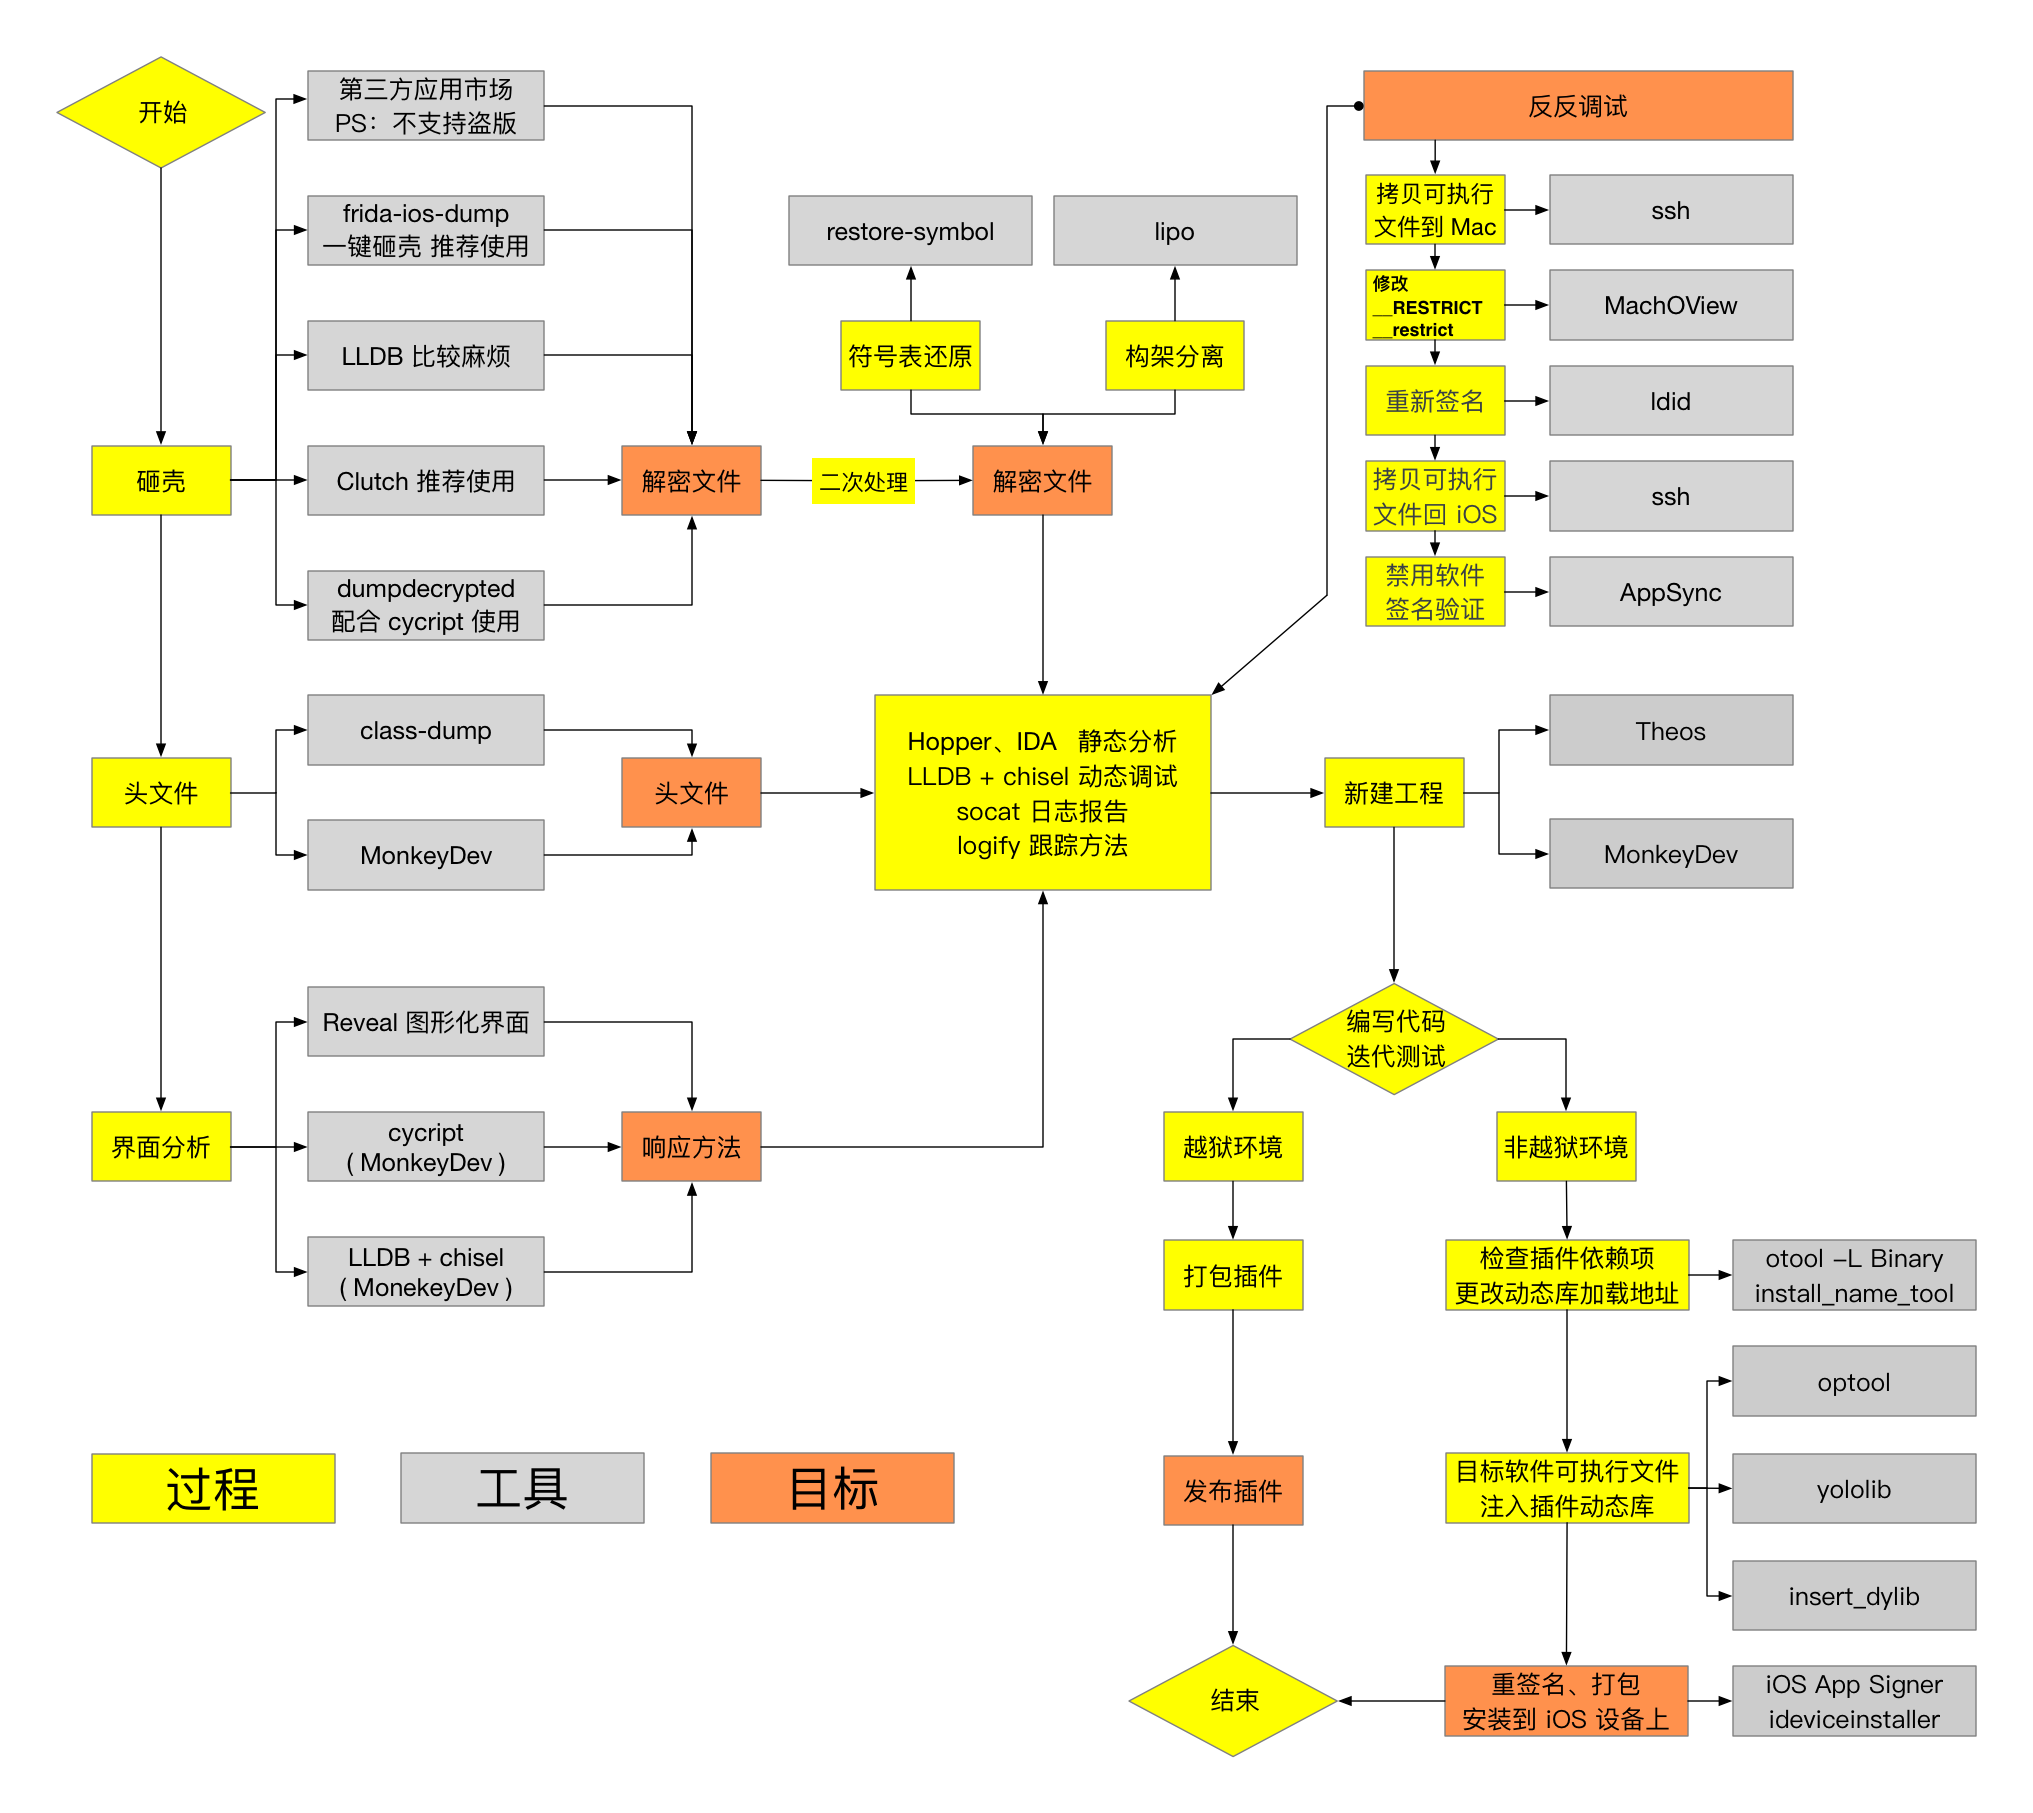 开始
第三方应用市场
PS：不支持盗版
frida-ios-dump
一键砸壳 推荐使用
LLDB 比较麻烦
砸壳
Clutch 推荐使用
dumpdecrypted
配合 cycript 使用
解密文件
二次处理
解密文件
restore-symbol
lipo
符号表还原
构架分离
反反调试
拷贝可执行
文件到 Mac
ssh
修改
__RESTRICT
__restrict
MachOView
重新签名
ldid
拷贝可执行
文件回 iOS
ssh
禁用软件
签名验证
AppSync
头文件
class-dump
MonkeyDev
头文件
Hopper、IDA 静态分析
LLDB + chisel 动态调试
socat 日志报告
logify 跟踪方法
新建工程
Theos
MonkeyDev
界面分析
Reveal 图形化界面
cycript
( MonkeyDev )
LLDB + chisel
( MonekeyDev )
响应方法
编写代码
迭代测试
越狱环境
非越狱环境
打包插件
检查插件依赖项
更改动态库加载地址
otool -L Binary
install_name_tool
optool
发布插件
目标软件可执行文件
注入插件动态库
yololib
insert_dylib
结束
重签名、打包
安装到 iOS 设备上
iOS App Signer
ideviceinstaller
过程
工具
目标